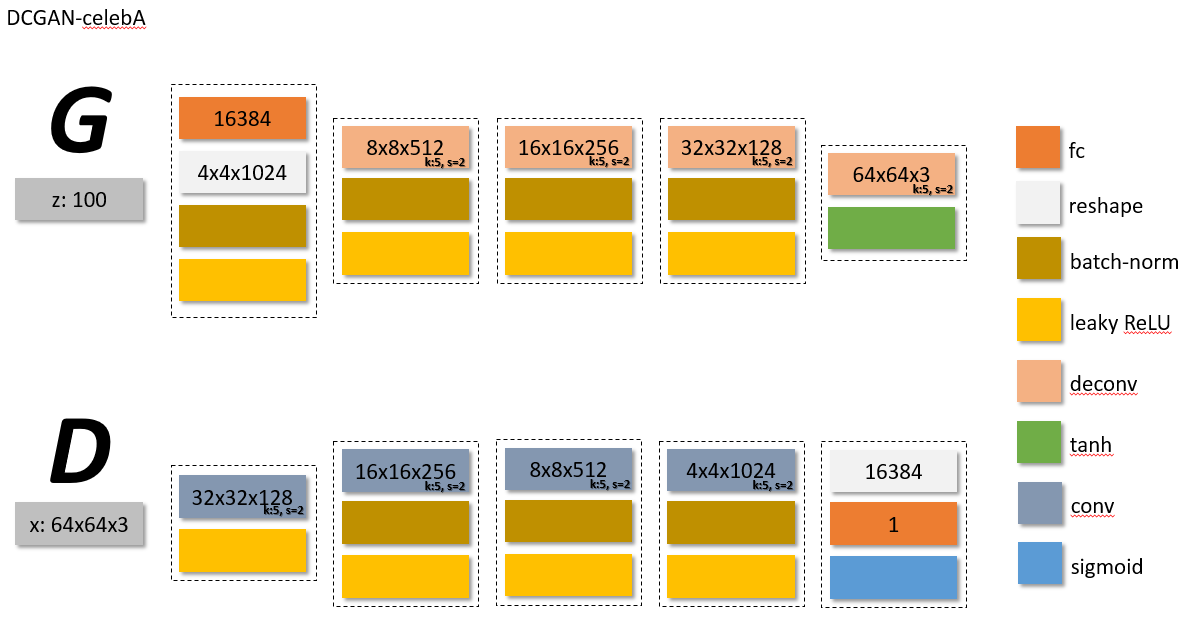 DCGAN-celebA
G
z: 100
16384
4x4x1024
8x8x512
k:5, s=2
16x16x256
k:5, s=2
32x32x128
k:5, s=2
64x64x3
k:5, s=2
D
x: 64x64x3
32x32x128
k:5, s=2
16x16x256
k:5, s=2
8x8x512
k:5, s=2
4x4x1024
k:5, s=2
16384
1
fc
reshape
batch-norm
leaky ReLU
deconv
tanh
conv
sigmoid